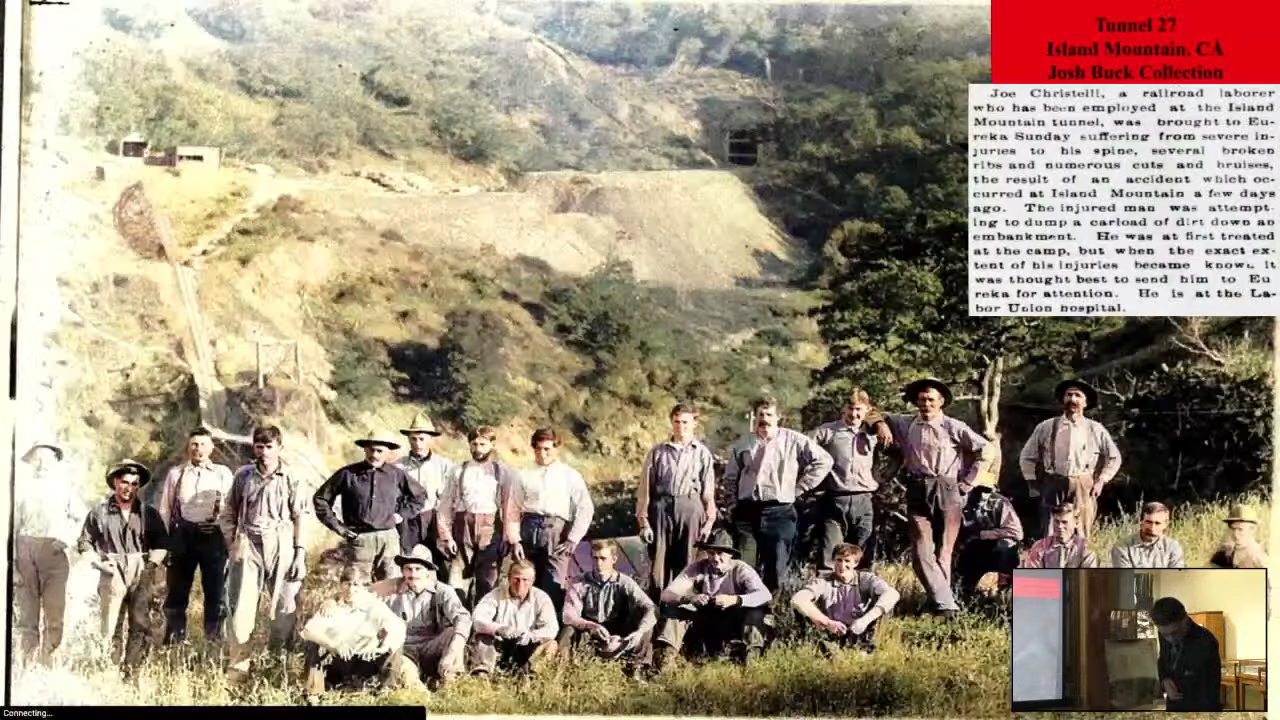 Tunnel 27
Island Mountain, CA
Josh Buck Collection
Joe Christelli, a railroad laborer
who has been employed at the Island
Mountain tunnel, was brought to Eu-
reka Sunday suffering from severe in-
juries to his spine, several broken
ribs and numerous cuts and bruises,
the result of an accident which oc-
curred at Island Mountain a few days
ago. The injured man was attempt-
ing to dump a carload of dirt down an
embankment. He was at first treated
at the camp, but when the exact ex-
tent of his injuries became known it
was thought best to send him to Eu-
reka for attention. He is at the La-
bor Union hospital.
Connecting...